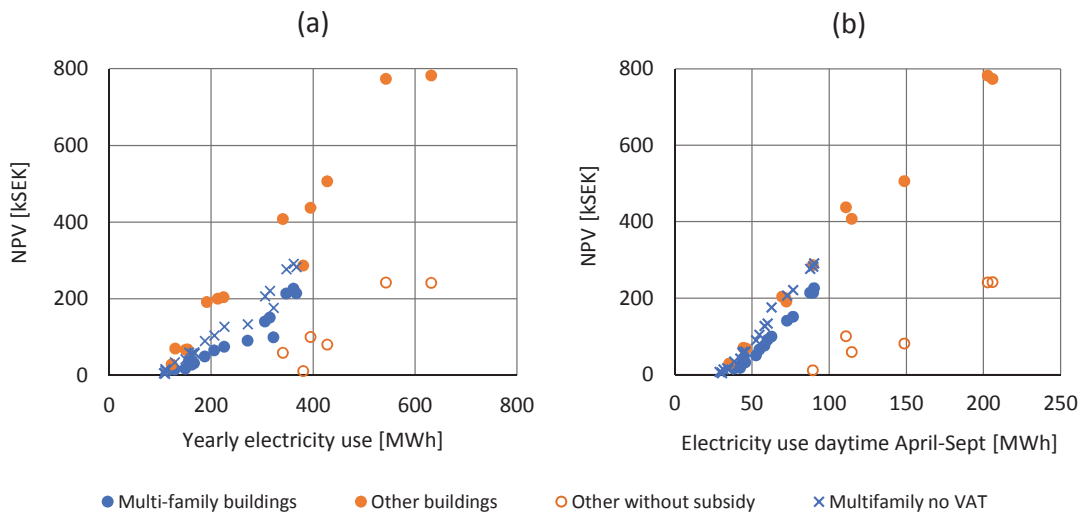 (a)
800
600
400
200
0
NPV [kSEK]
0 200 400 600 800
Yearly electricity use [MWh]
(b)
800
600
400
200
0
NPV [kSEK]
0 50 100 150 200 250
Electricity use daytime April-Sept [MWh]
Multi-family buildings Other buildings Other without subsidy Multifamily no VAT